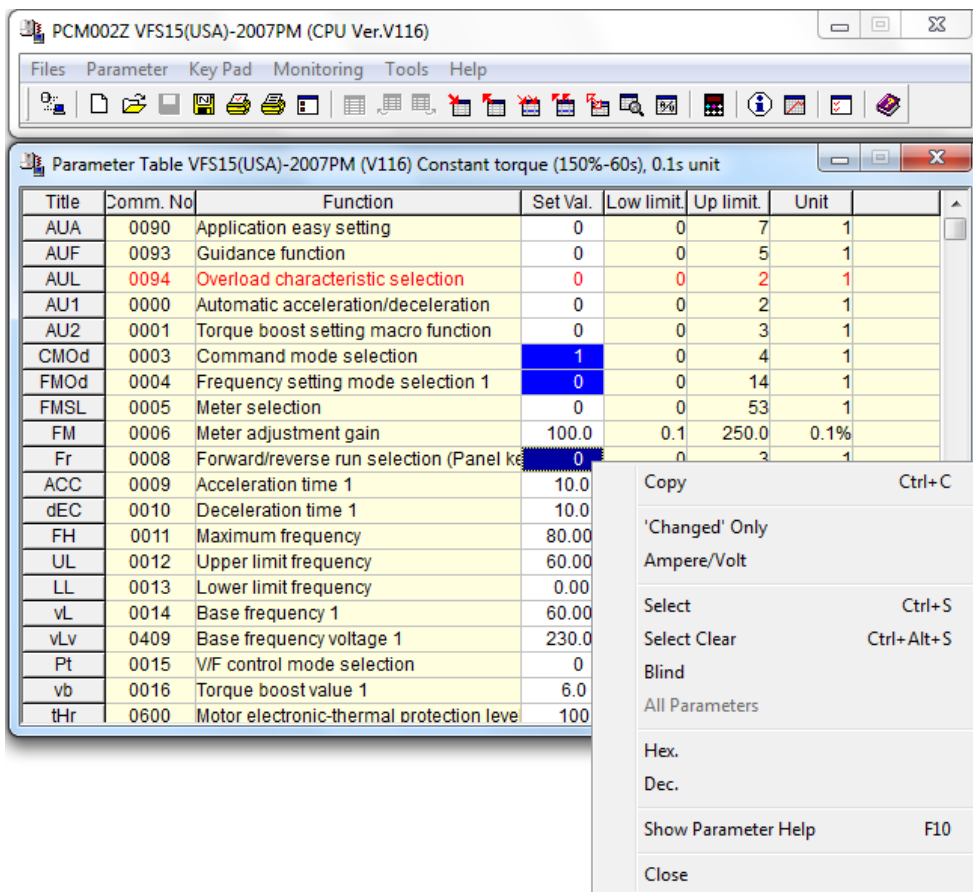 PCM002Z VFS15(USA)-2007PM (CPU Ver.V116)
Files Parameter Key Pad Monitoring Tools Help
Parameter Table VFS15(USA)-2007PM (V116) Constant torque (150%-60s), 0.1s unit
Title Comm. No Function Set Val. Low limit. Up limit. Unit
AUA 0090 Application easy setting 0 0 7 1
AUF 0093 Guidance function 0 0 5 1
AUL 0094 Overload characteristic selection 0 0 2 1
AU1 0000 Automatic acceleration/deceleration 0 0 2 1
AU2 0001 Torque boost setting macro function 0 0 3 1
CMOd 0003 Command mode selection 1 0 4 1
FMOd 0004 Frequency setting mode selection 1 0 0 14 1
FMSL 0005 Meter selection 0 0 53 1
FM 0006 Meter adjustment gain 100.0 0.1 250.0 0.1%
Fr 0008 Forward/reverse run selection (Panel ke 0 0 3 1
ACC 0009 Acceleration time 1 10.0
dEC 0010 Deceleration time 1 10.0
FH 0011 Maximum frequency 80.00
UL 0012 Upper limit frequency 60.00
LL 0013 Lower limit frequency 0.00
vL 0014 Base frequency 1 60.00
vLv 0409 Base frequency voltage 1 230.0
Pt 0015 V/F control mode selection 0
vb 0016 Torque boost value 1 6.0
tHr 0600 Motor electronic-thermal protection level 100
Copy Ctrl+C
'Changed' Only
Ampere/Volt
Select Ctrl+S
Select Clear Ctrl+Alt+S
Blind
All Parameters
Hex.
Dec.
Show Parameter Help F10
Close